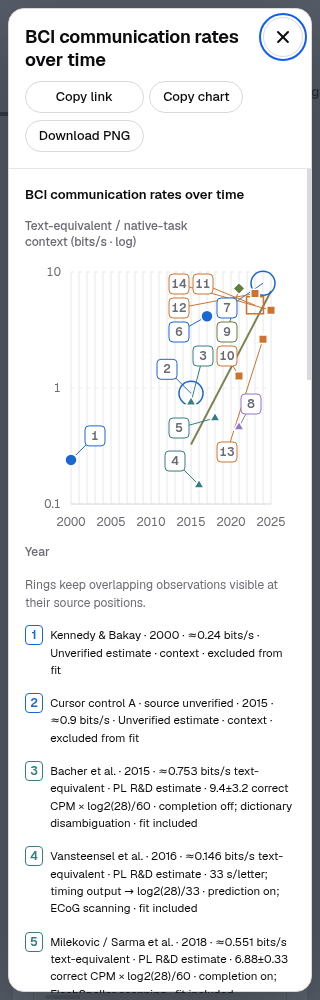 BCI communication rates
over time
Copy link
Copy chart
Download PNG
BCI communication rates over time
Text-equivalent / native-task
context (bits/s · log)
10
14
11
12
7
6
9
3
10
2
1
8
1
5
4
13
0.1
2000
2005
2010
2015
2020
2025
Year
Rings keep overlapping observations visible at
their source positions.
1 Kennedy & Bakay · 2000 · ≈0.24 bits/s ·
Unverified estimate · context · excluded from
fit
2 Cursor control A · source unverified · 2015 ·
≈0.9 bits/s · Unverified estimate · context ·
excluded from fit
3 Bacher et al. · 2015 · ≈0.753 bits/s text-
equivalent · PL R&D estimate · 9.4±3.2 correct
CPM × log2(28)/60 · completion off; dictionary
disambiguation · fit included
4 Vansteensel et al. · 2016 · ≈0.146 bits/s text-
equivalent · PL R&D estimate · 33 s/letter;
timing output → log2(28)/33 · prediction on;
ECoG scanning · fit included
5 Milekovic / Sarma et al. · 2018 · ≈0.551 bits/s
text-equivalent · PL R&D estimate · 6.88±0.33
correct CPM × log2(28)/60 · completion on;